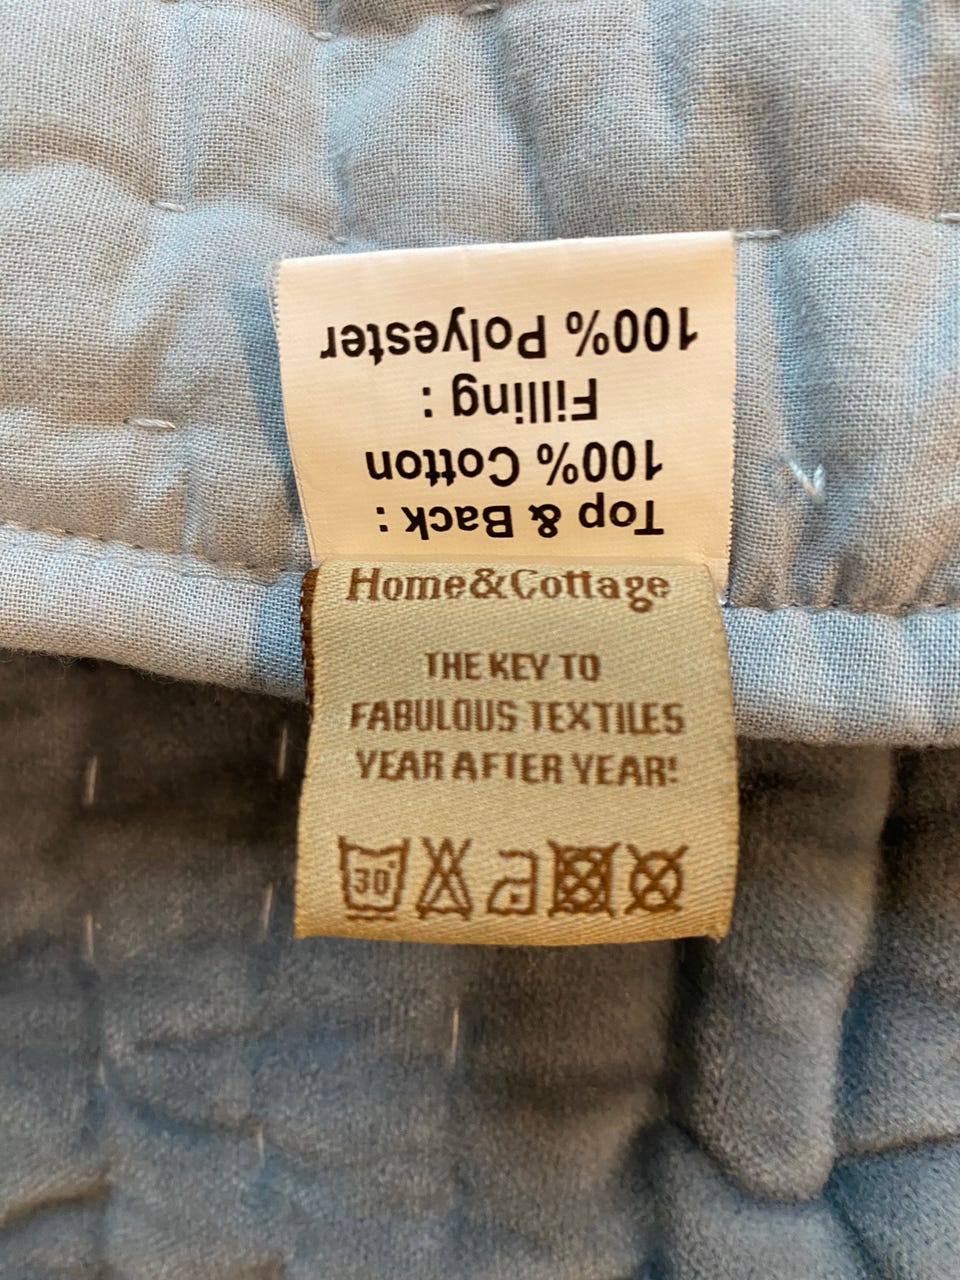 Top & Back :
100% Cotton
Filling :
100% Polyester
Home&Cottage
THE KEY TO
FABULOUS TEXTILES
YEAR AFTER YEAR!
30°